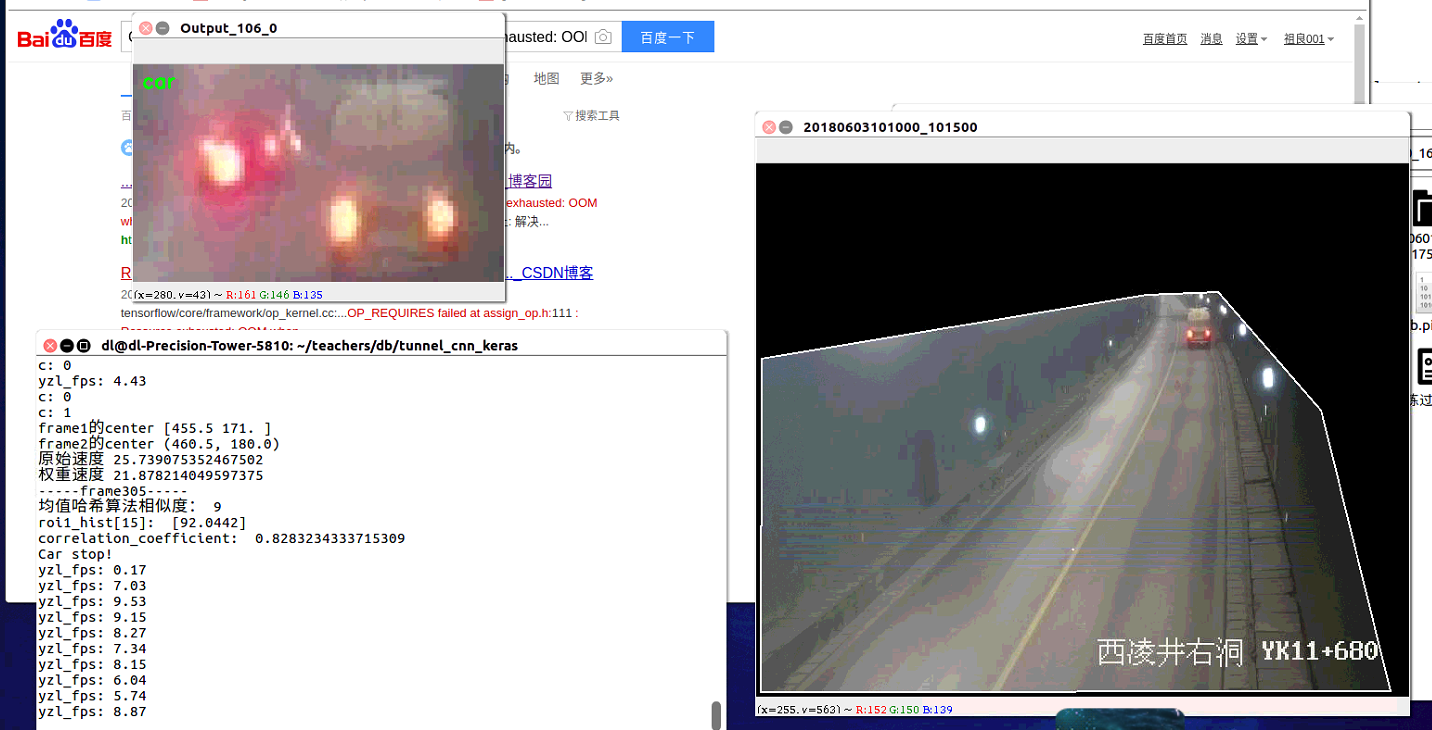 Bai du 百度
exhausted: OOI
百度一下
百度首页 消息 设置 祖良001
地图 更多»
搜索工具
Output_106_0
car
(x=280, y=43) ~ R:161 G:146 B:135
内。
_博客园
exhausted: OOM
: 解决...
..._CSDN博客
tensorflow/core/framework/op_kernel.cc:...OP_REQUIRES failed at assign_op.h:111 :
dl@dl-Precision-Tower-5810: ~/teachers/db/tunnel_cnn_keras
c: 0
yzl_fps: 4.43
c: 0
c: 1
frame1的center [455.5 171. ]
frame2的center (460.5, 180.0)
原始速度 25.739075352467502
权重速度 21.878214049597375
-----frame305-----
均值哈希算法相似度： 9
roi1_hist[15]:  [92.0442]
correlation_coefficient:  0.8283234333715309
Car stop!
yzl_fps: 0.17
yzl_fps: 7.03
yzl_fps: 9.53
yzl_fps: 9.15
yzl_fps: 8.27
yzl_fps: 7.34
yzl_fps: 8.15
yzl_fps: 6.04
yzl_fps: 5.74
yzl_fps: 8.87
20180603101000_101500
西凌井右洞 YK11+680
(x=255, y=563) ~ R:152 G:150 B:139